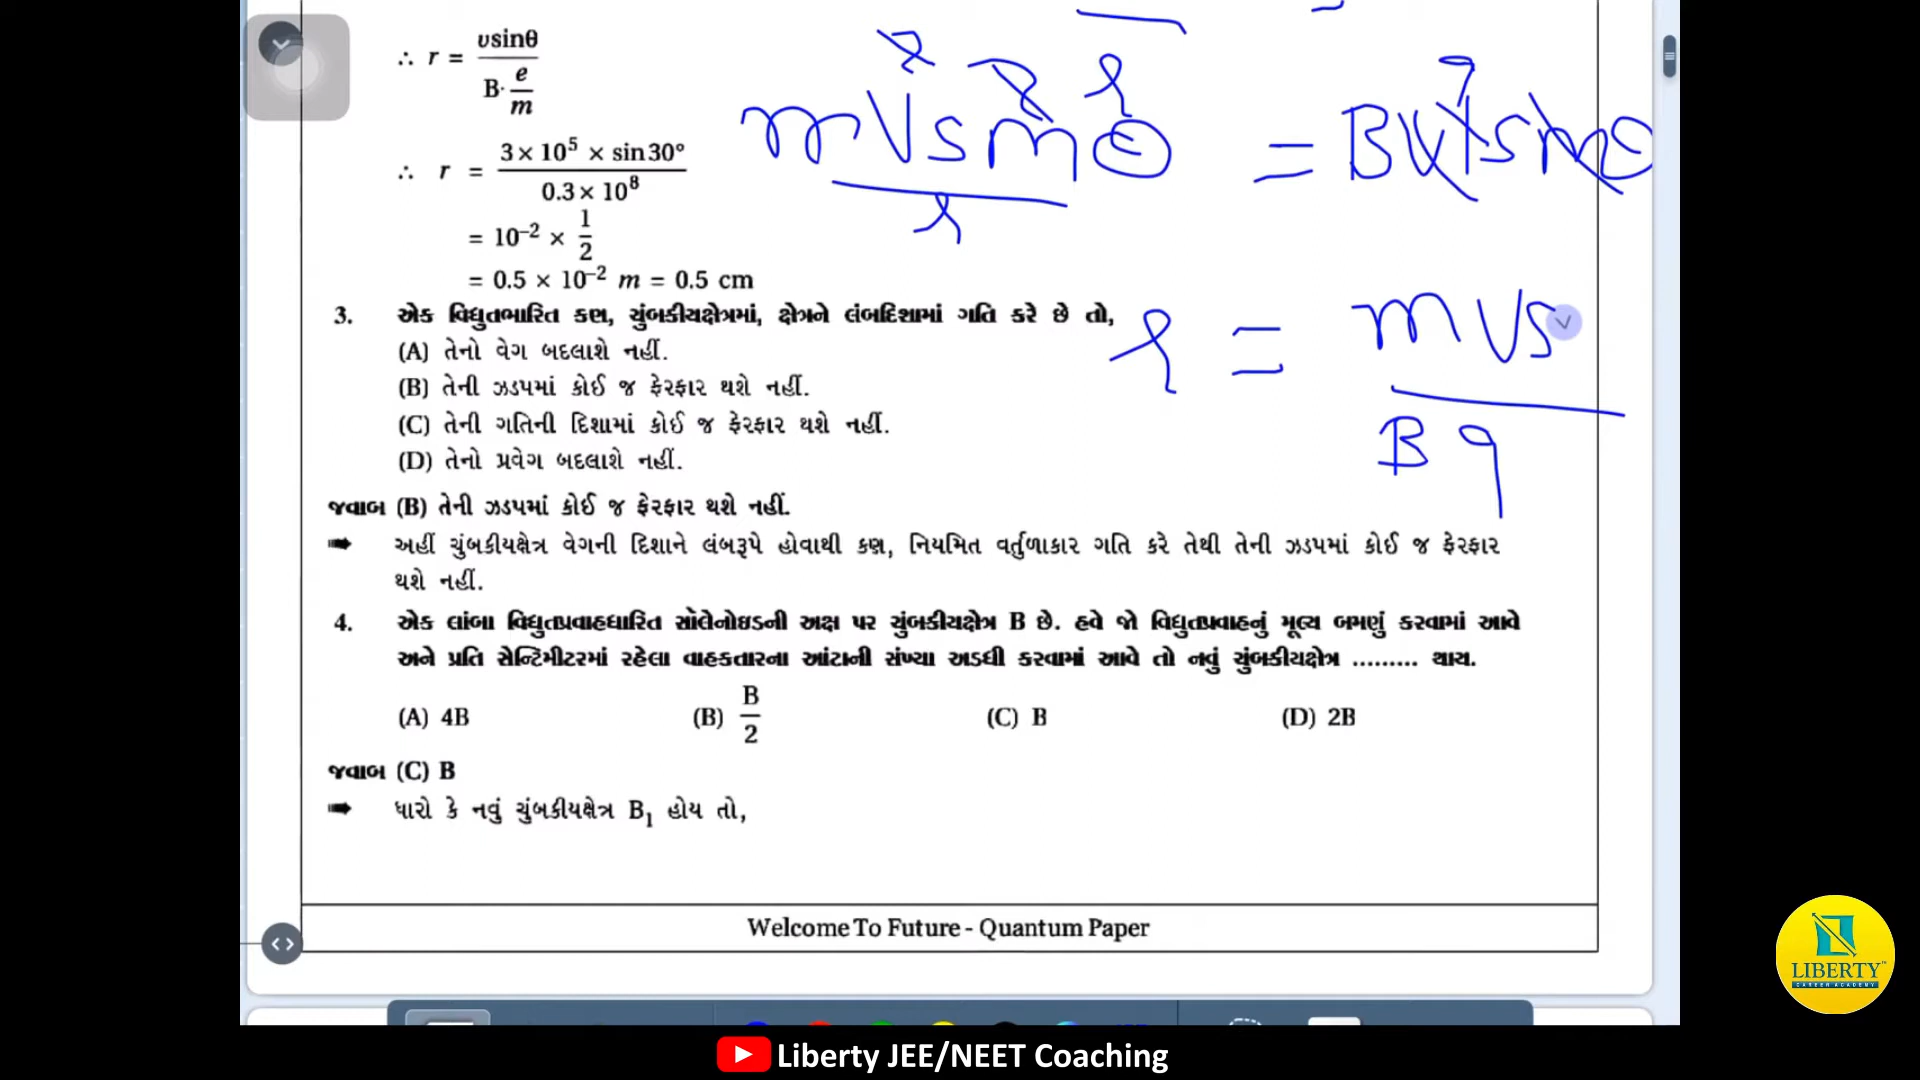 ∴ r = υsinθ / B· e/m
∴ r = 3 × 10⁵ × sin 30° / 0.3 × 10⁸
= 10⁻² × 1/2
= 0.5 × 10⁻² m = 0.5 cm
r = mvs / Bq
3. એક વિદ્યુતભારિત કણ, ચુંબકીયક્ષેત્રમાં, ક્ષેત્રને લંબદિશામાં ગતિ કરે છે તો,
(A) તેનો વેગ બદલાશે નહીં.
(B) તેની ઝડપમાં કોઈ જ ફેરફાર થશે નહીં.
(C) તેની ગતિની દિશામાં કોઈ જ ફેરફાર થશે નહીં.
(D) તેનો પ્રવેગ બદલાશે નહીં.
જવાબ (B) તેની ઝડપમાં કોઈ જ ફેરફાર થશે નહીં.
➠ અહીં ચુંબકીયક્ષેત્ર વેગની દિશાને લંબરૂપે હોવાથી કણ, નિયમિત વર્તુળાકાર ગતિ કરે તેથી તેની ઝડપમાં કોઈ જ ફેરફાર
થશે નહીં.
4. એક લાંબા વિદ્યુતપ્રવાહધારિત સૉલેનોઇડની અક્ષ પર ચુંબકીયક્ષેત્ર B છે. હવે જો વિદ્યુતપ્રવાહનું મૂલ્ય બમણું કરવામાં આવે
અને પ્રતિ સેન્ટિમીટરમાં રહેલા વાહકતારના આંટાની સંખ્યા અડધી કરવામાં આવે તો નવું ચુંબકીયક્ષેત્ર ......... થાય.
(A) 4B (B) B/2 (C) B (D) 2B
જવાબ (C) B
➠ ધારો કે નવું ચુંબકીયક્ષેત્ર B₁ હોય તો,
Welcome To Future - Quantum Paper
LIBERTY
CAREER ACADEMY
Liberty JEE/NEET Coaching